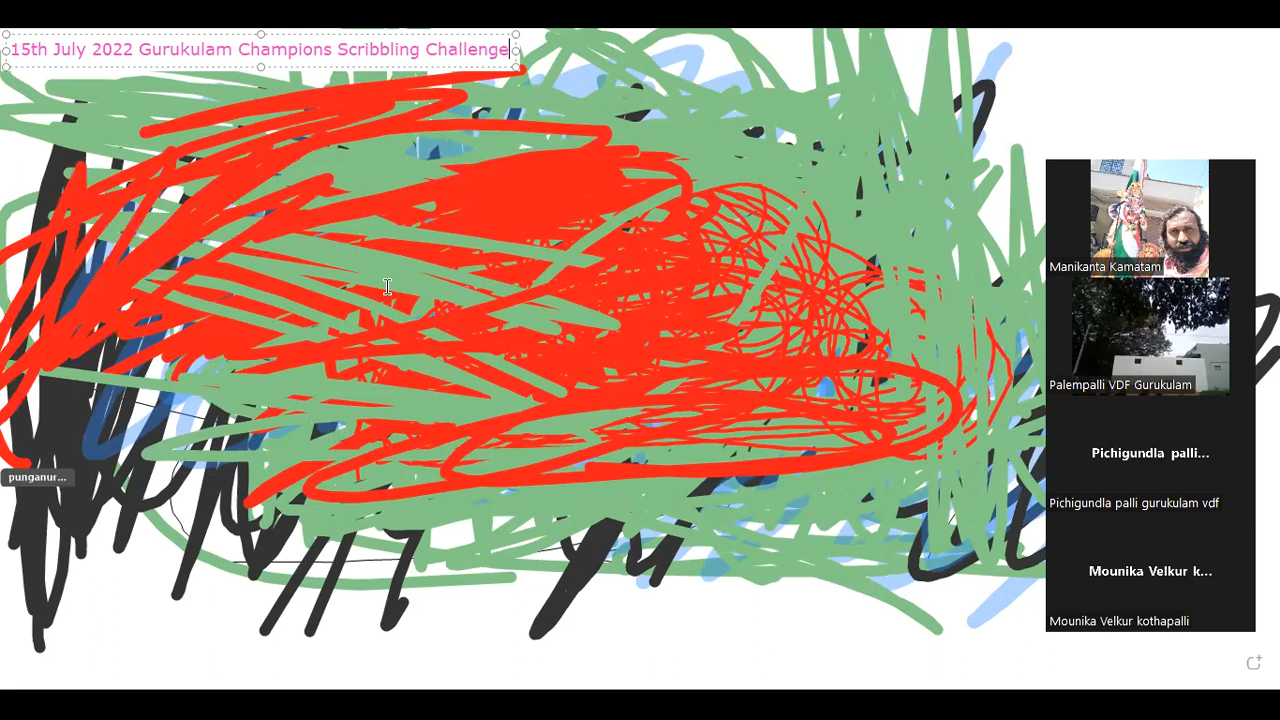 15th July 2022 Gurukulam Champions Scribbling Challenge
Manikanta Kamatam
Palempalli VDF Gurukulam
Pichigundla palli...
punganur...
Pichigundla palli gurukulam vdf
Mounika Velkur k...
Mounika Velkur kothapalli